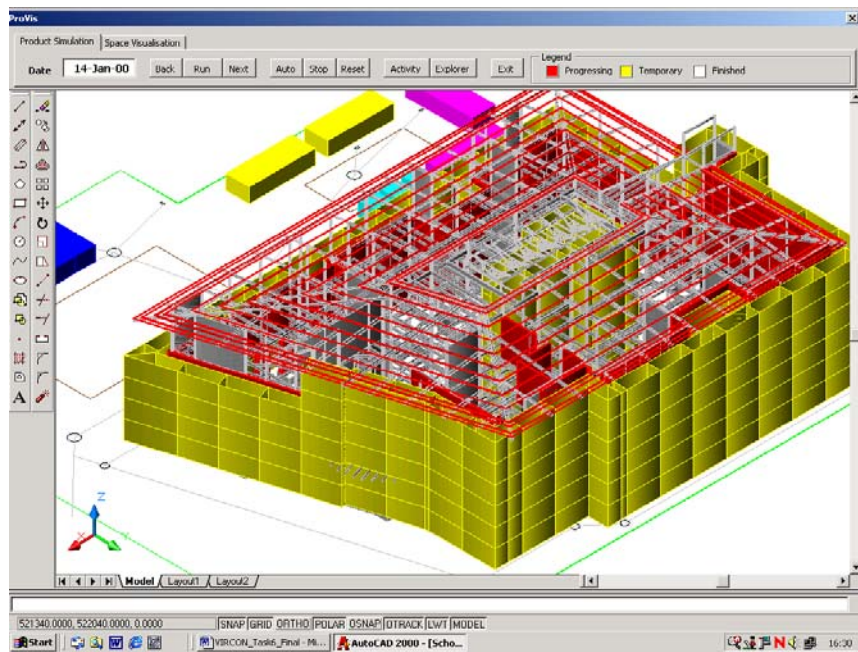 ProVis
Product Simulation Space Visualisation
Date 14-Jan-00 Back Run Next Auto Stop Reset Activity Explorer Exit
Legend
Progressing Temporary Finished
A
Z
X
Y
Model Layout1 Layout2
521340.0000, 522040.0000, 0.0000 SNAP GRID ORTHO POLAR OSNAP OTRACK LWT MODEL
Start VIRCON_Task6_Final - Mi... AutoCAD 2000 - [Scho... 16:30